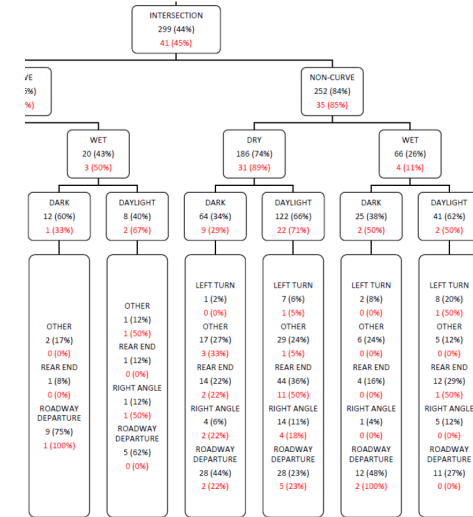 INTERSECTION
299 (44%)
41 (45%)
VE
%)
%)
NON-CURVE
252 (84%)
35 (85%)
WET
20 (43%)
3 (50%)
DRY
186 (74%)
31 (89%)
WET
66 (26%)
4 (11%)
DARK
12 (60%)
1 (33%)
DAYLIGHT
8 (40%)
2 (67%)
DARK
64 (34%)
9 (29%)
DAYLIGHT
122 (66%)
22 (71%)
DARK
25 (38%)
2 (50%)
DAYLIGHT
41 (62%)
2 (50%)
OTHER
2 (17%)
0 (0%)
REAR END
1 (8%)
0 (0%)
ROADWAY
DEPARTURE
9 (75%)
1 (100%)
OTHER
1 (12%)
1 (50%)
REAR END
1 (12%)
0 (0%)
RIGHT ANGLE
1 (12%)
1 (50%)
ROADWAY
DEPARTURE
5 (62%)
0 (0%)
LEFT TURN
1 (2%)
0 (0%)
OTHER
17 (27%)
3 (33%)
REAR END
14 (22%)
2 (22%)
RIGHT ANGLE
4 (6%)
2 (22%)
ROADWAY
DEPARTURE
28 (44%)
2 (22%)
LEFT TURN
7 (6%)
1 (5%)
OTHER
29 (24%)
1 (5%)
REAR END
44 (36%)
11 (50%)
RIGHT ANGLE
14 (11%)
4 (18%)
ROADWAY
DEPARTURE
28 (23%)
5 (23%)
LEFT TURN
2 (8%)
0 (0%)
OTHER
6 (24%)
0 (0%)
REAR END
4 (16%)
0 (0%)
RIGHT ANGLE
1 (4%)
0 (0%)
ROADWAY
DEPARTURE
12 (48%)
2 (100%)
LEFT TURN
8 (20%)
1 (50%)
OTHER
5 (12%)
0 (0%)
REAR END
12 (29%)
1 (50%)
RIGHT ANGLE
5 (12%)
0 (0%)
ROADWAY
DEPARTURE
11 (27%)
0 (0%)